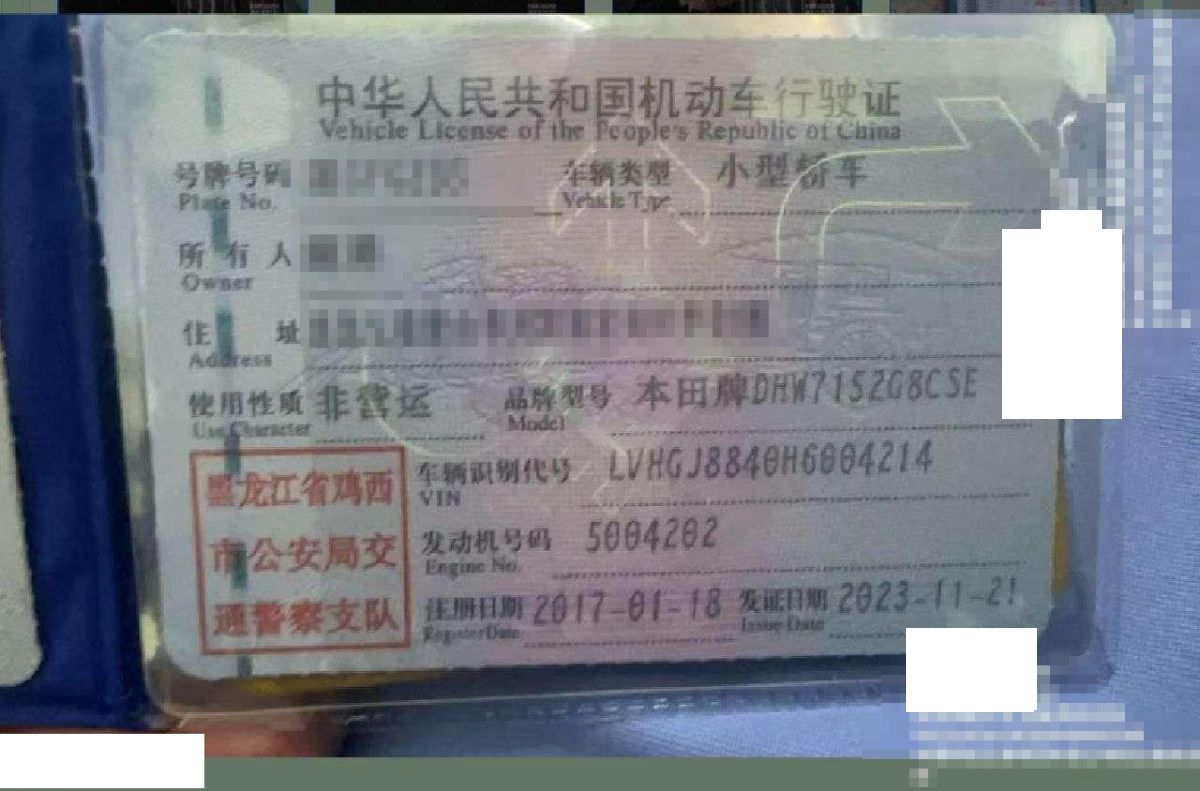 中华人民共和国机动车行驶证
Vehicle License of the People's Republic of China
号牌号码 车辆类型 小型轿车
Plate No. Vehicle Type
所有人
Owner
住址
Address
使用性质 非营运 品牌型号 本田牌DHW7152G8CSE
Use Character Model
黑龙江省鸡西
市公安局交
通警察支队
车辆识别代号 LVHGJ8840H6004214
VIN
发动机号码 5004202
Engine No.
注册日期 2017-01-18 发证日期 2023-11-21
Register Date Issue Date